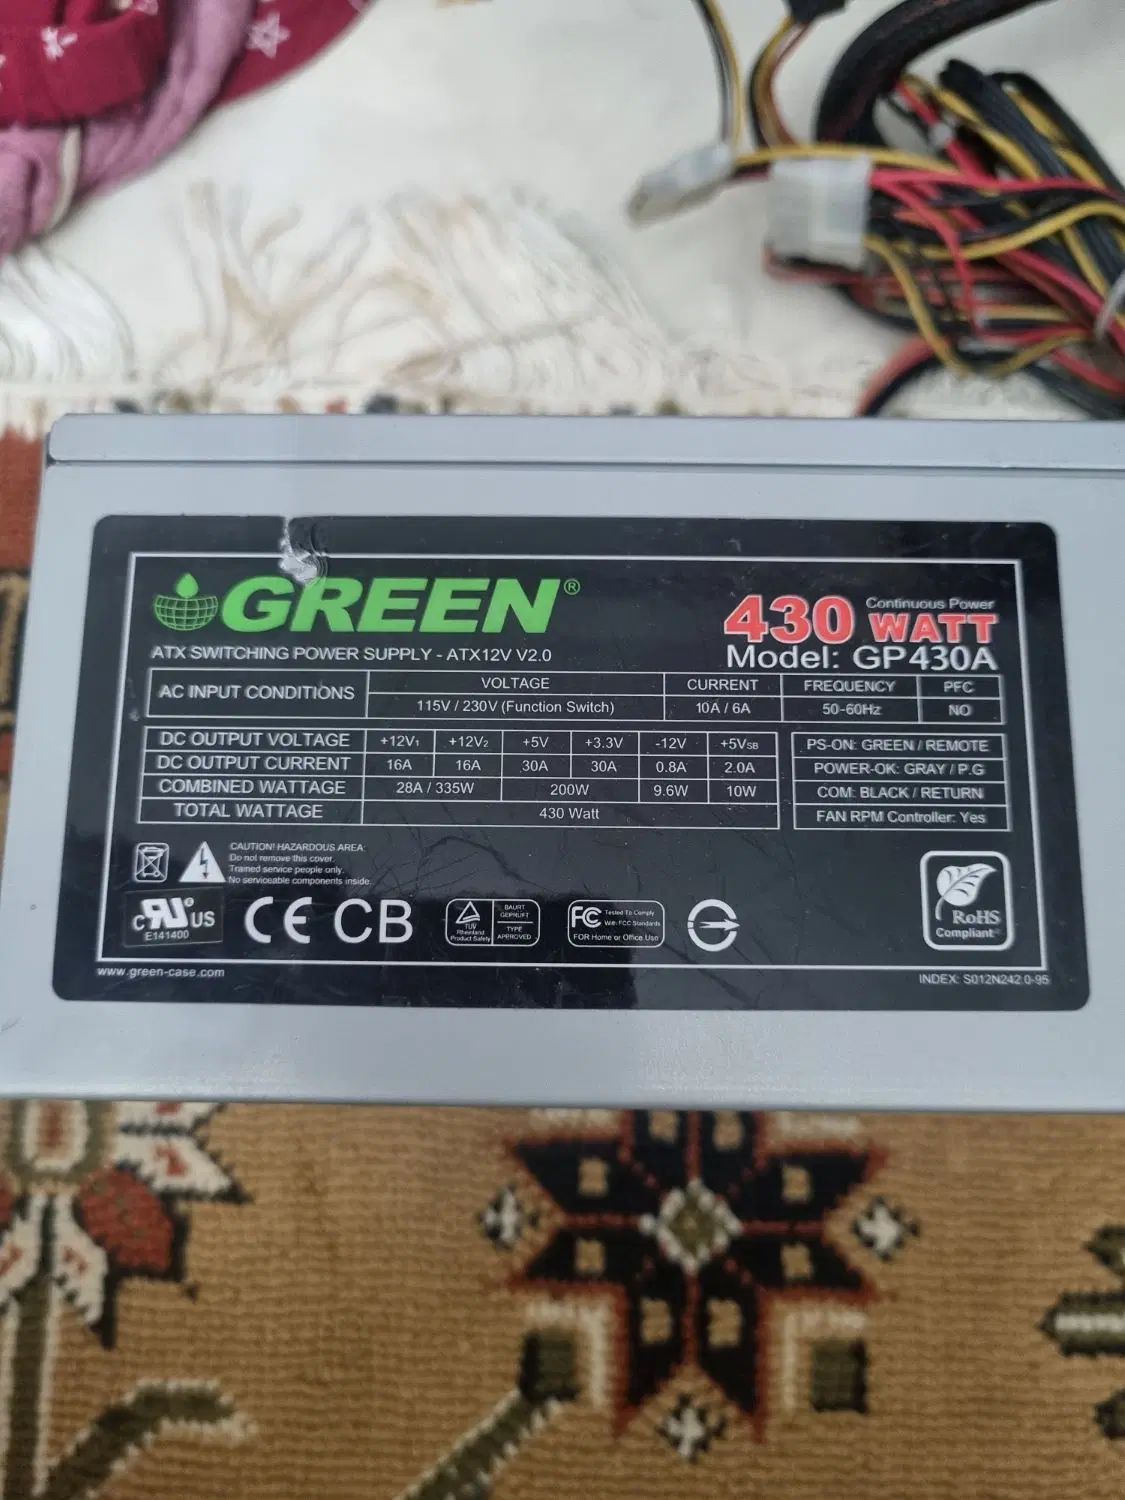 GREEN®
430 Continuous Power WATT
ATX SWITCHING POWER SUPPLY - ATX12V V2.0
Model: GP430A
AC INPUT CONDITIONS VOLTAGE CURRENT FREQUENCY PFC
115V / 230V (Function Switch) 10A / 6A 50-60Hz NO
DC OUTPUT VOLTAGE +12V1 +12V2 +5V +3.3V -12V +5VSB
DC OUTPUT CURRENT 16A 16A 30A 30A 0.8A 2.0A
COMBINED WATTAGE 28A / 335W 200W 9.6W 10W
TOTAL WATTAGE 430 Watt
PS-ON: GREEN / REMOTE
POWER-OK: GRAY / P.G
COM: BLACK / RETURN
FAN RPM Controller: Yes
CAUTION! HAZARDOUS AREA:
Do not remove this cover.
Trained service people only.
No serviceable components inside.
c RU US
E141400
CE CB
TUV
Rheinland
Product Safety
BAUART
GEPRUFT
TYPE
APPROVED
FC Tested To Comply
With FCC Standards
FOR Home or Office Use
RoHS
Compliant
www.green-case.com
INDEX: S012N242.0-95